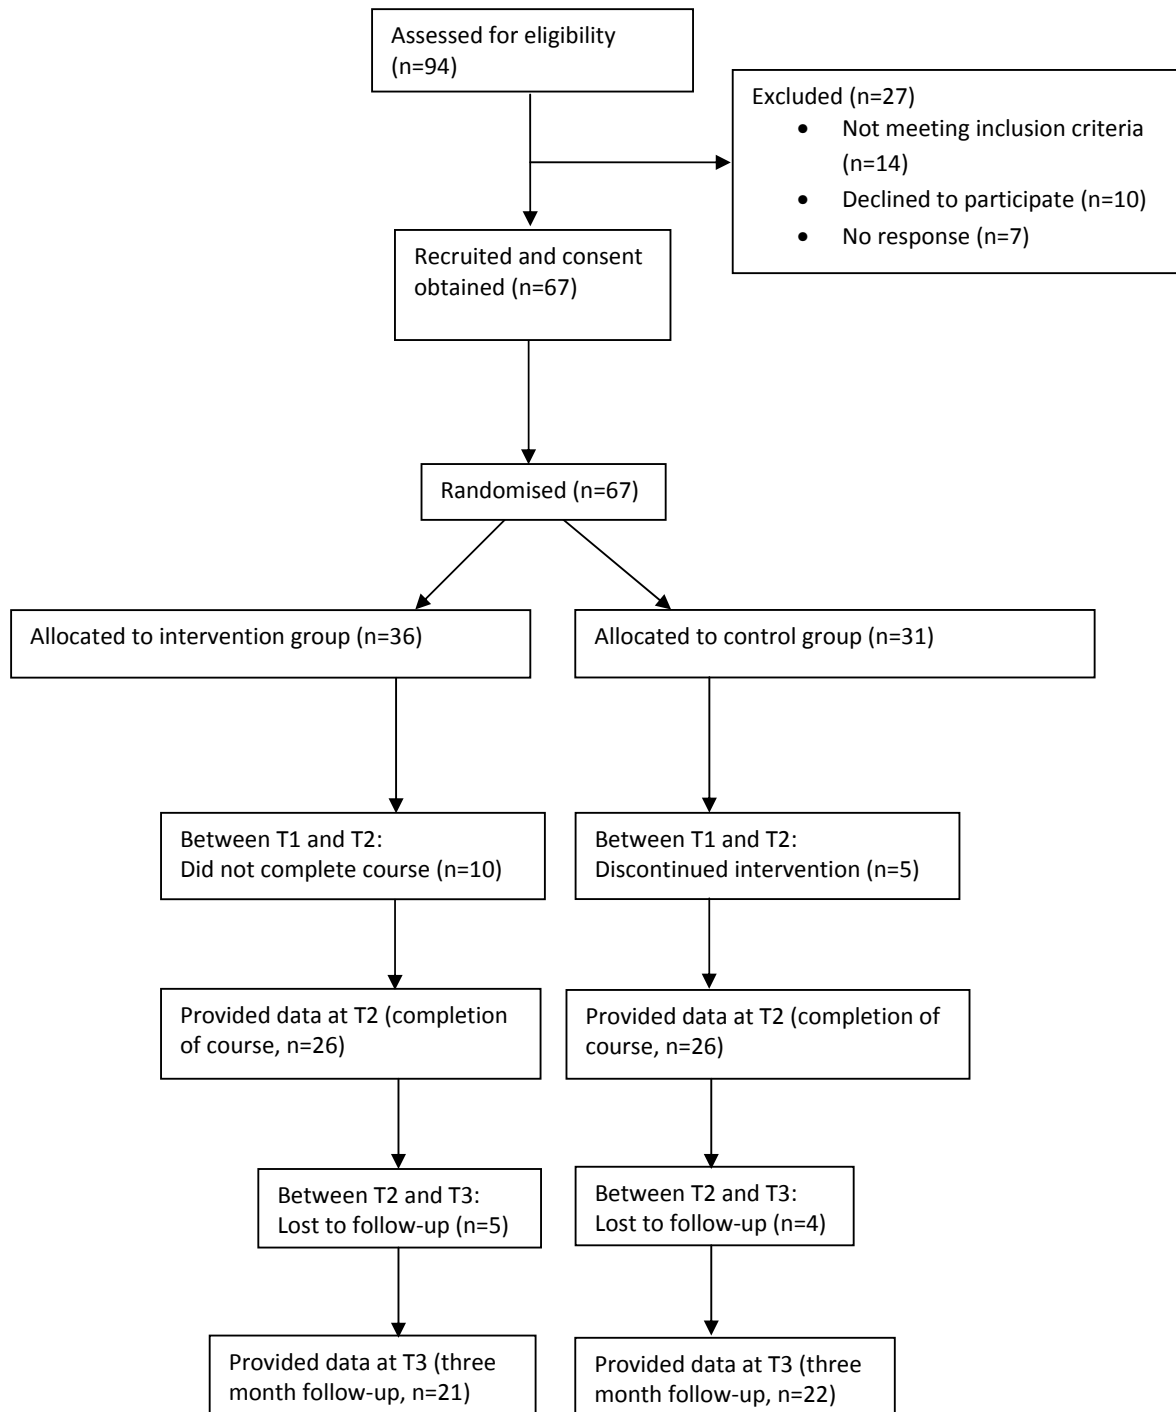 Assessed for eligibility
(n=94)
Excluded (n=27)
• Not meeting inclusion criteria
(n=14)
• Declined to participate (n=10)
• No response (n=7)
Recruited and consent
obtained (n=67)
Randomised (n=67)
Allocated to intervention group (n=36)
Allocated to control group (n=31)
Between T1 and T2:
Did not complete course (n=10)
Between T1 and T2:
Discontinued intervention (n=5)
Provided data at T2 (completion
of course, n=26)
Provided data at T2 (completion of
course, n=26)
Between T2 and T3:
Lost to follow-up (n=5)
Between T2 and T3:
Lost to follow-up (n=4)
Provided data at T3 (three
month follow-up, n=21)
Provided data at T3 (three
month follow-up, n=22)